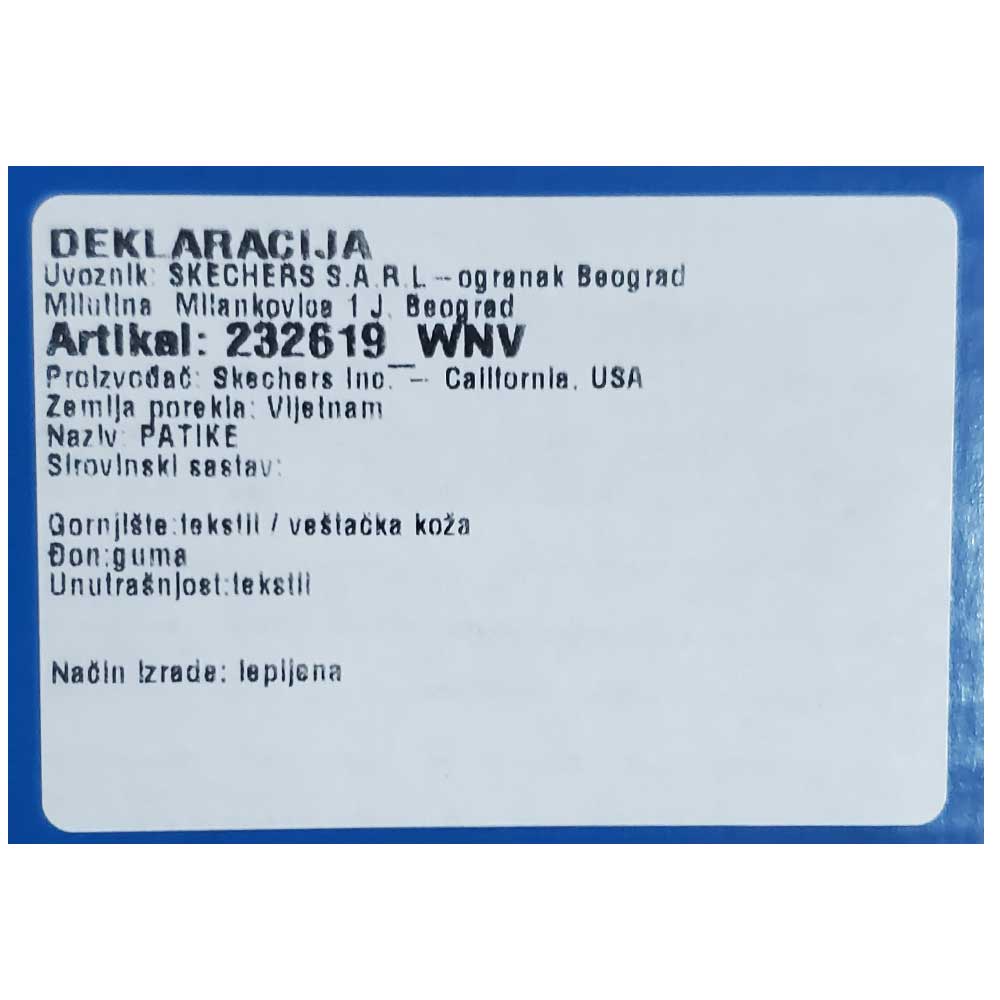 DEKLARACIJA
Uvoznik: SKECHERS S.A.R.L – ogranak Beograd
Milutina Milankovica 1 J, Beograd
Artikal: 232619_WNV
Proizvođač: Skechers Inc. – California, USA
Zemlja porekla: Vijetnam
Naziv: PATIKE
Sirovinski sastav:
Gornjište:tekstil / veštačka koža
Đon:guma
Unutrašnjost:tekstil
Način izrade: lepljena